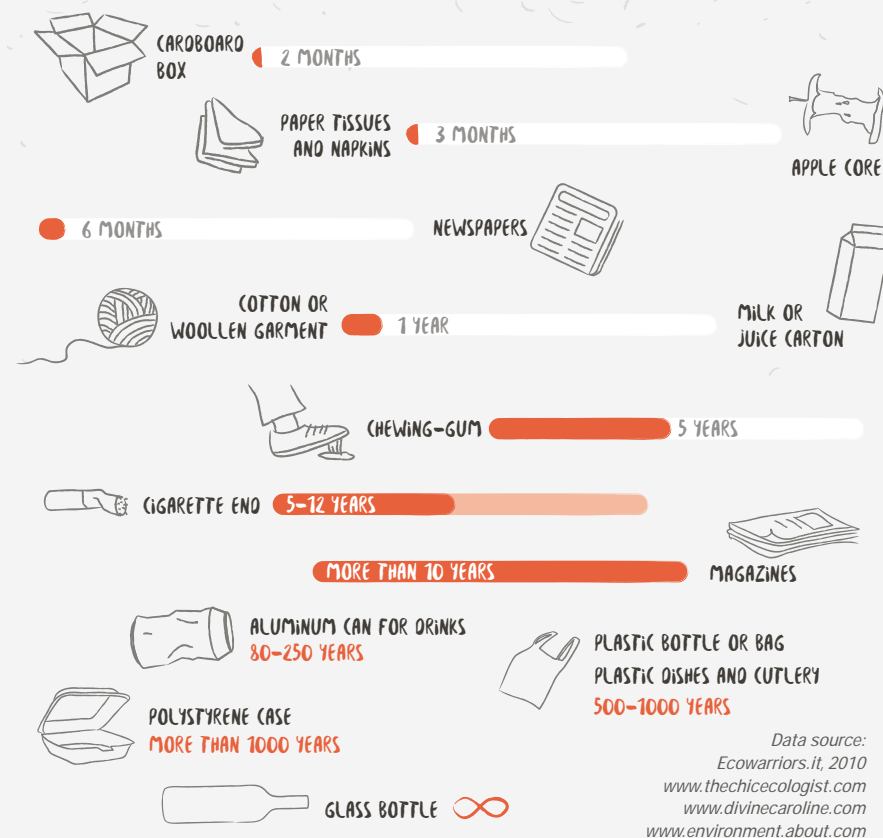 CARDBOARD
BOX
2 MONTHS
PAPER TISSUES
AND NAPKINS
3 MONTHS
APPLE CORE
6 MONTHS
NEWSPAPERS
COTTON OR
WOOLLEN GARMENT
1 YEAR
MILK OR
JUICE CARTON
CHEWING-GUM
5 YEARS
CIGARETTE END
5-12 YEARS
MORE THAN 10 YEARS
MAGAZINES
ALUMINUM CAN FOR DRINKS
80-250 YEARS
PLASTIC BOTTLE OR BAG
PLASTIC DISHES AND CUTLERY
500-1000 YEARS
POLYSTYRENE CASE
MORE THAN 1000 YEARS
GLASS BOTTLE ∞
Data source:
Ecowarriors.it, 2010
www.thechicecologist.com
www.divinecaroline.com
www.environment.about.com